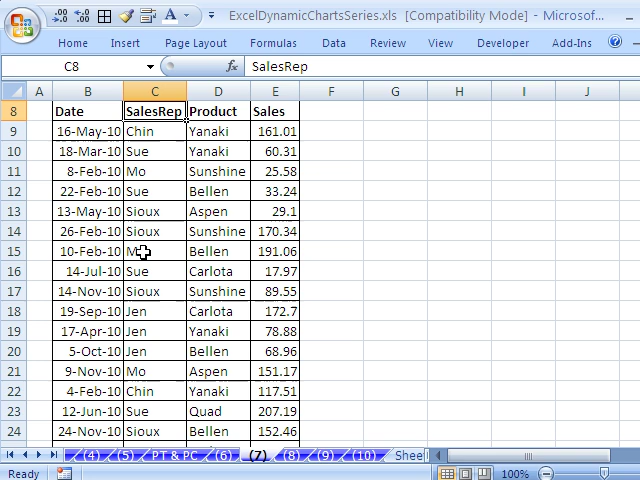 ExcelDynamicChartsSeries.xls [Compatibility Mode] - Microsof...
Home Insert Page Layout Formulas Data Review View Developer Add-Ins
C8 fx SalesRep
A B C D E F G H I J
8 Date SalesRep Product Sales
9 16-May-10 Chin Yanaki 161.01
10 18-Mar-10 Sue Yanaki 60.31
11 8-Feb-10 Mo Sunshine 25.58
12 22-Feb-10 Sue Bellen 33.24
13 13-May-10 Sioux Aspen 29.1
14 26-Feb-10 Sioux Sunshine 170.34
15 10-Feb-10 M Bellen 191.06
16 14-Jul-10 Sue Carlota 17.97
17 14-Nov-10 Sioux Sunshine 89.55
18 19-Sep-10 Jen Carlota 172.7
19 17-Apr-10 Jen Yanaki 78.88
20 5-Oct-10 Jen Bellen 68.96
21 9-Nov-10 Mo Aspen 151.17
22 4-Feb-10 Chin Yanaki 117.51
23 12-Jun-10 Sue Quad 207.19
24 24-Nov-10 Sioux Bellen 152.46
(4) (5) PT & PC (6) (7) (8) (9) (10) Sheet
Ready 100%